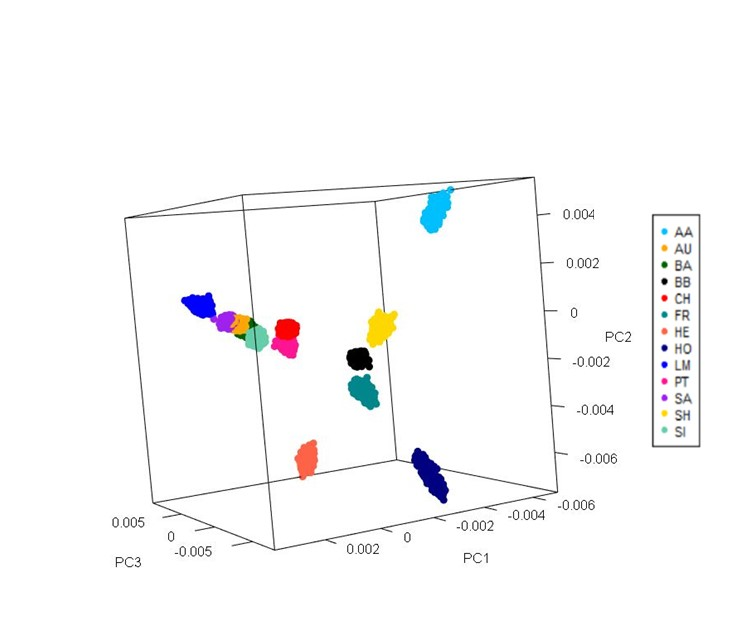 0.004
0.002
0
PC2
-0.002
-0.004
-0.006
AA
AU
BA
BB
CH
FR
HE
HO
LM
PT
SA
SH
SI
0.005
0
-0.005
PC3
0.002
0
-0.002
-0.004
-0.006
PC1